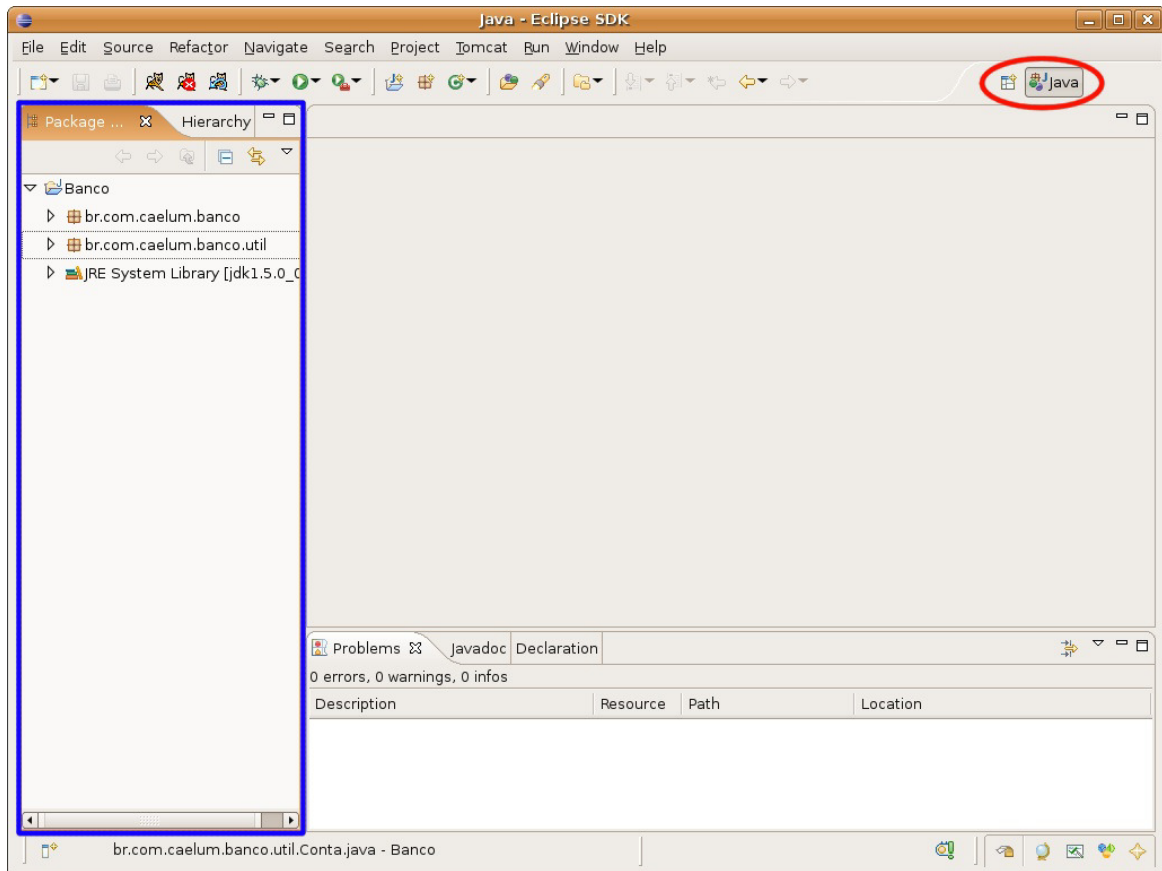 Java - Eclipse SDK
File Edit Source Refactor Navigate Search Project Tomcat Run Window Help
Java
Package ... Hierarchy
Banco
br.com.caelum.banco
br.com.caelum.banco.util
JRE System Library [jdk1.5.0_0
Problems Javadoc Declaration
0 errors, 0 warnings, 0 infos
Description Resource Path Location
br.com.caelum.banco.util.Conta.java - Banco